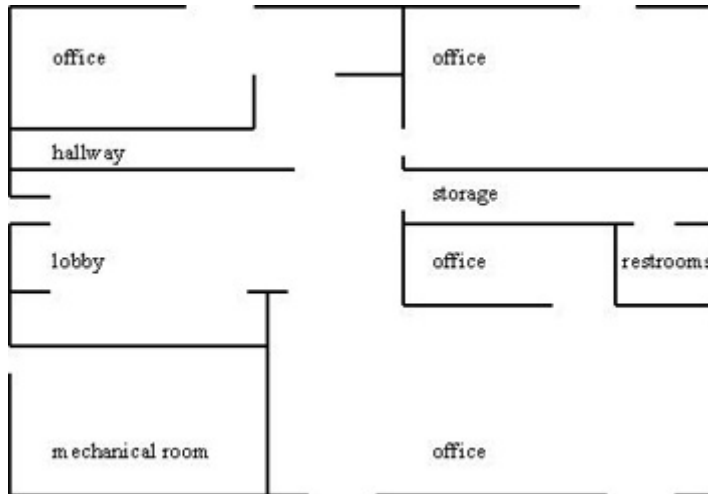 office
office
hallway
storage
lobby
office
restrooms
mechanical room
office